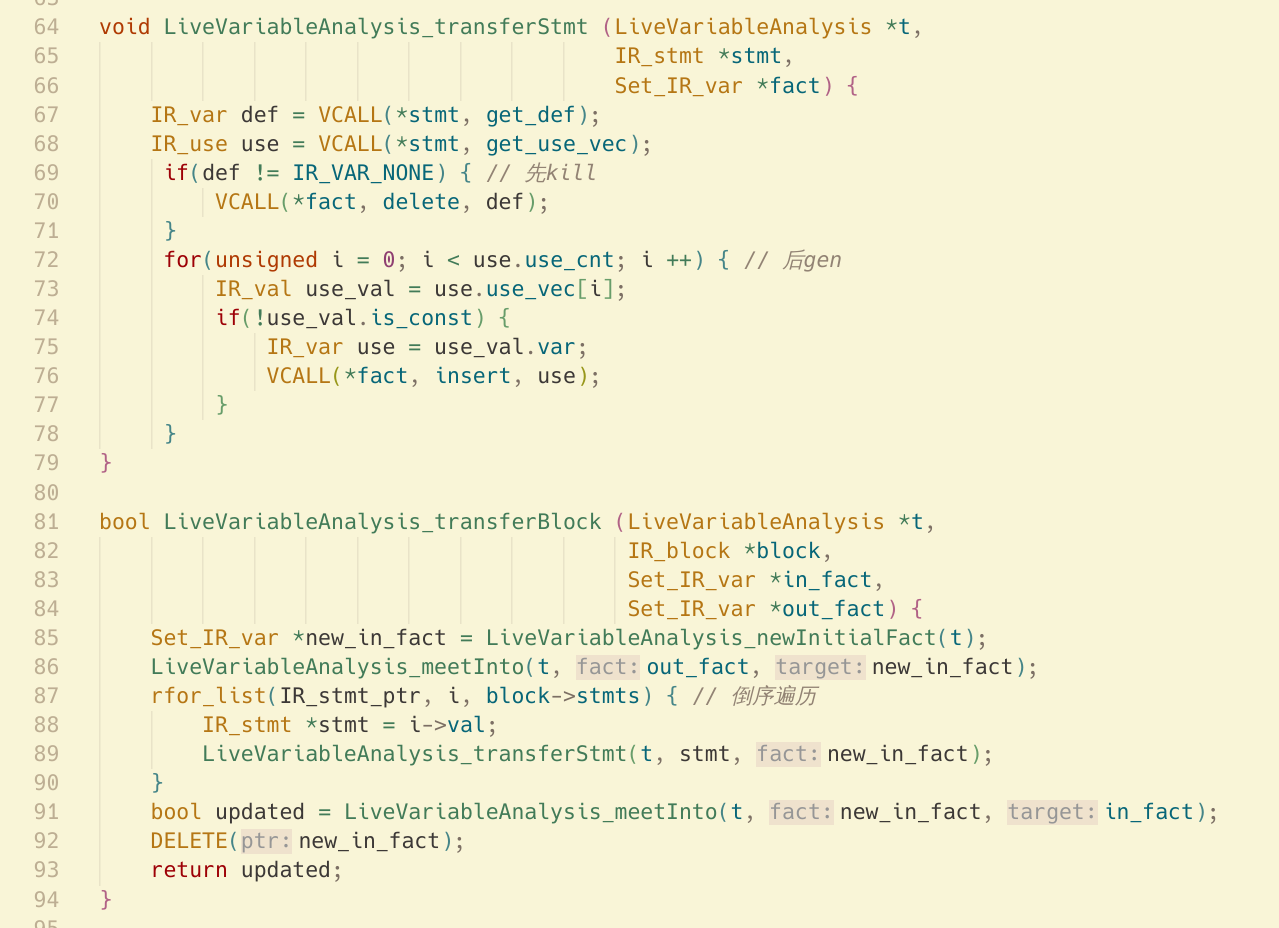 64 void LiveVariableAnalysis_transferStmt (LiveVariableAnalysis *t,
65 IR_stmt *stmt,
66 Set_IR_var *fact) {
67 IR_var def = VCALL(*stmt, get_def);
68 IR_use use = VCALL(*stmt, get_use_vec);
69 if(def != IR_VAR_NONE) { // 先kill
70 VCALL(*fact, delete, def);
71 }
72 for(unsigned i = 0; i < use.use_cnt; i ++) { // 后gen
73 IR_val use_val = use.use_vec[i];
74 if(!use_val.is_const) {
75 IR_var use = use_val.var;
76 VCALL(*fact, insert, use);
77 }
78 }
79 }
80
81 bool LiveVariableAnalysis_transferBlock (LiveVariableAnalysis *t,
82 IR_block *block,
83 Set_IR_var *in_fact,
84 Set_IR_var *out_fact) {
85 Set_IR_var *new_in_fact = LiveVariableAnalysis_newInitialFact(t);
86 LiveVariableAnalysis_meetInto(t, fact: out_fact, target: new_in_fact);
87 rfor_list(IR_stmt_ptr, i, block->stmts) { // 倒序遍历
88 IR_stmt *stmt = i->val;
89 LiveVariableAnalysis_transferStmt(t, stmt, fact: new_in_fact);
90 }
91 bool updated = LiveVariableAnalysis_meetInto(t, fact: new_in_fact, target: in_fact);
92 DELETE(ptr: new_in_fact);
93 return updated;
94 }